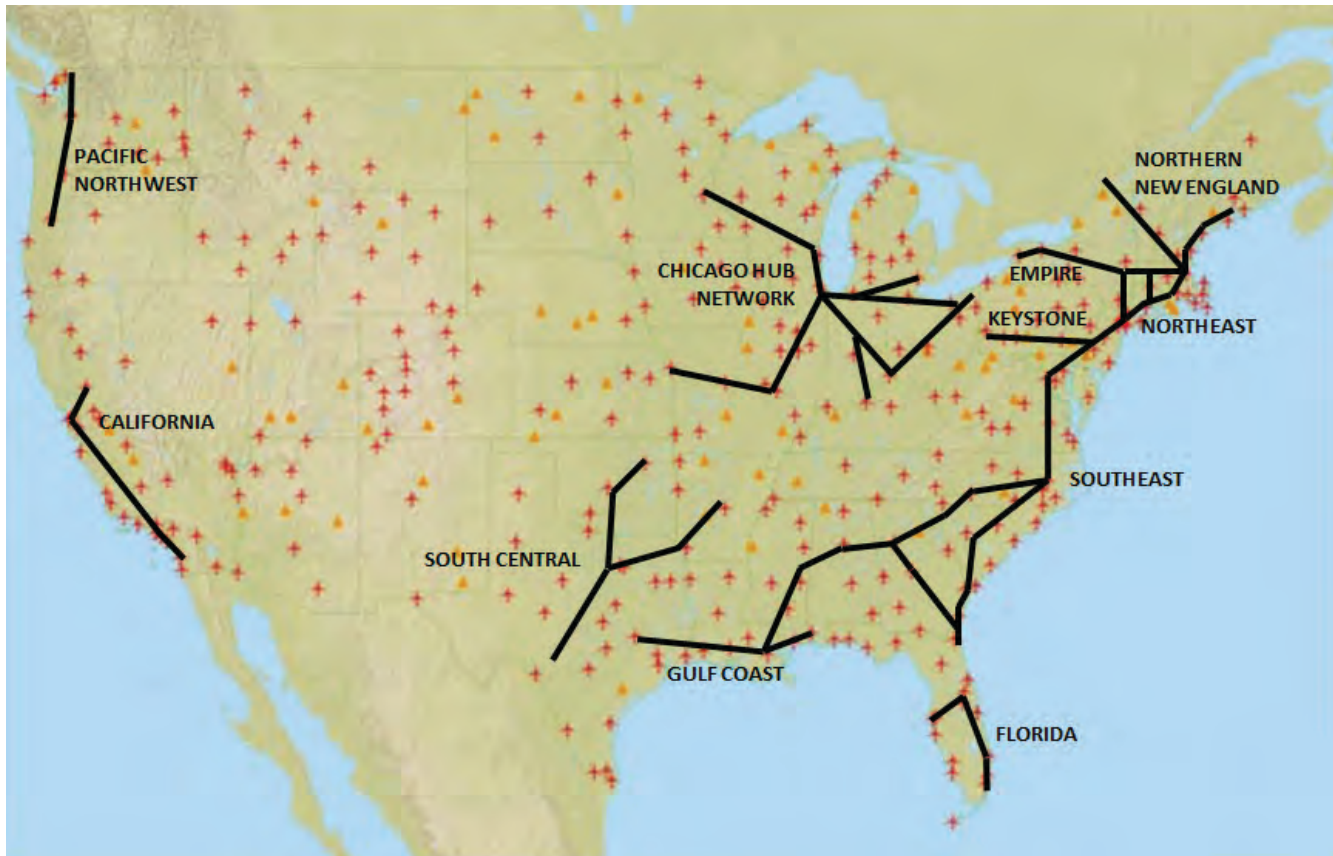 PACIFIC
NORTHWEST
NORTHERN
NEW ENGLAND
CHICAGO HUB
NETWORK
EMPIRE
KEYSTONE
NORTHEAST
CALIFORNIA
SOUTHEAST
SOUTH CENTRAL
GULF COAST
FLORIDA